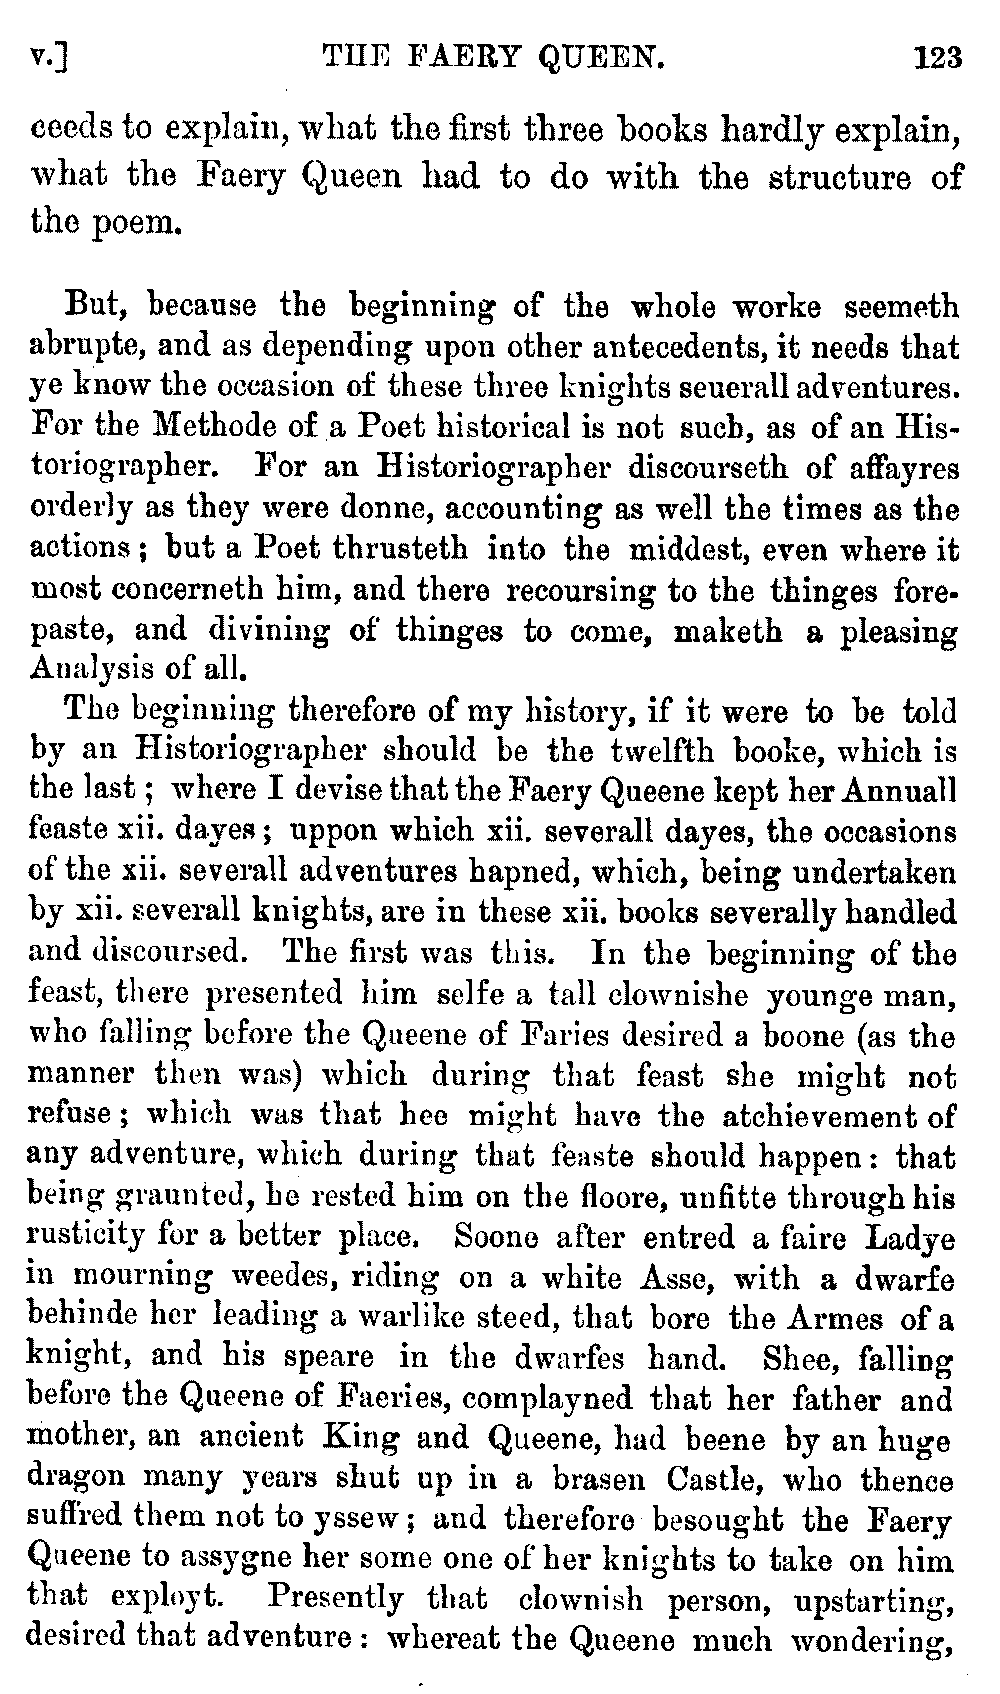 v.] THE FAERY QUEEN. 123
ceeds to explain, what the first three books hardly explain,
what the Faery Queen had to do with the structure of
the poem.
But, because the beginning of the whole worke seemeth
abrupte, and as depending upon other antecedents, it needs that
ye know the occasion of these three knights seuerall adventures.
For the Methode of a Poet historical is not such, as of an His-
toriographer. For an Historiographer discourseth of affayres
orderly as they were donne, accounting as well the times as the
actions; but a Poet thrusteth into the middest, even where it
most concerneth him, and there recoursing to the thinges fore-
paste, and divining of thinges to come, maketh a pleasing
Analysis of all.
The beginning therefore of my history, if it were to be told
by an Historiographer should be the twelfth booke, which is
the last; where I devise that the Faery Queene kept her Annuall
feaste xii. dayes; uppon which xii. severall dayes, the occasions
of the xii. severall adventures hapned, which, being undertaken
by xii. severall knights, are in these xii. books severally handled
and discoursed. The first was this. In the beginning of the
feast, there presented him selfe a tall clownishe younge man,
who falling before the Queene of Faries desired a boone (as the
manner then was) which during that feast she might not
refuse; which was that hee might have the atchievement of
any adventure, which during that feaste should happen: that
being graunted, he rested him on the floore, unfitte through his
rusticity for a better place. Soone after entred a faire Ladye
in mourning weedes, riding on a white Asse, with a dwarfe
behinde her leading a warlike steed, that bore the Armes of a
knight, and his speare in the dwarfes hand. Shee, falling
before the Queene of Faeries, complayned that her father and
mother, an ancient King and Queene, had beene by an huge
dragon many years shut up in a brasen Castle, who thence
suffred them not to yssew; and therefore besought the Faery
Queene to assygne her some one of her knights to take on him
that exployt. Presently that clownish person, upstarting,
desired that adventure: whereat the Queene much wondering,